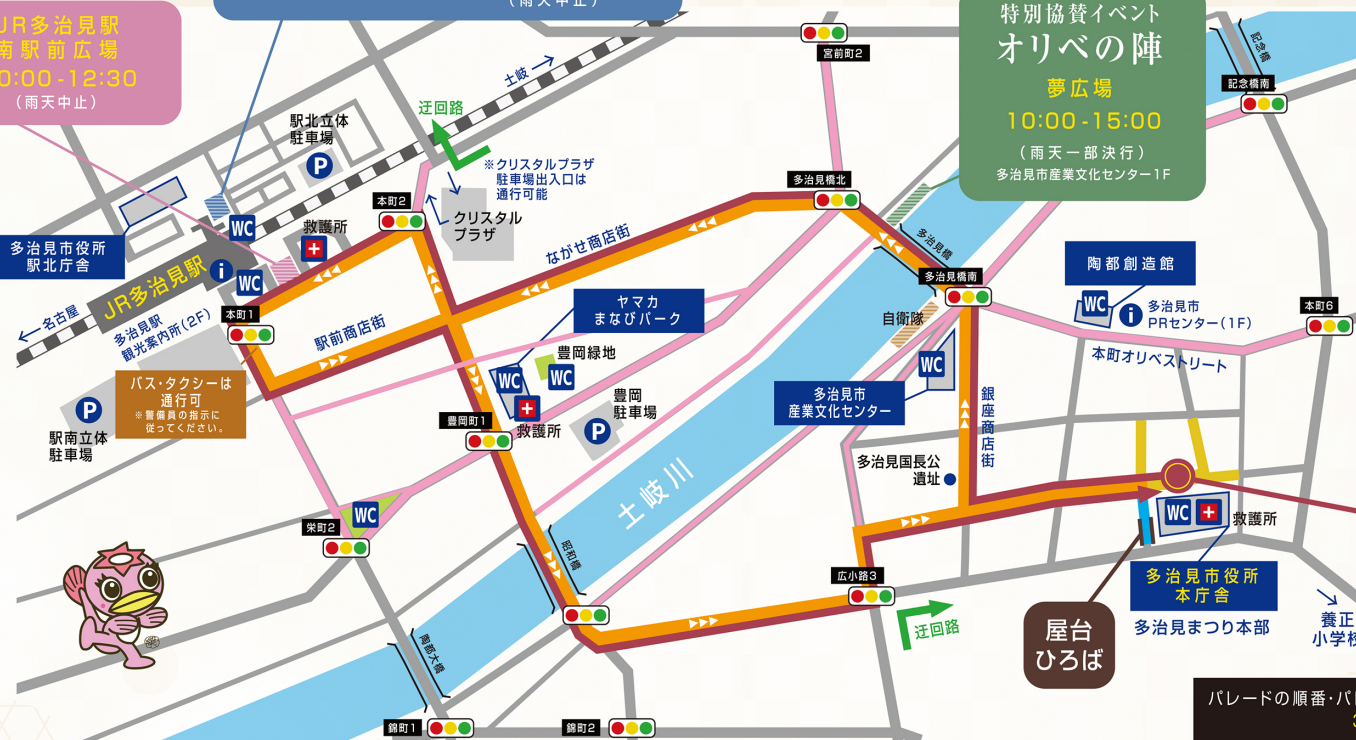 (雨天中止)
JR多治見駅
南駅前広場
0:00-12:30
(雨天中止)
特別協賛イベント
オリベの陣
夢広場
10:00-15:00
(雨天一部決行)
多治見市産業文化センター1F
宮前町2
記念橋
記念橋南
土岐
迂回路
駅北立体
駐車場
P
※クリスタルプラザ
駐車場出入口は
通行可能
クリスタル
プラザ
多治見橋北
本町2
WC
救護所
多治見市役所
駅北庁舎
JR多治見駅
i
WC
名古屋
多治見駅
観光案内所(2F)
本町1
ながせ商店街
駅前商店街
多治見橋
多治見橋南
陶都創造館
WC
i
多治見市
PRセンター(1F)
本町6
本町オリベストリート
自衛隊
WC
多治見市
産業文化センター
銀座商店街
ヤマカ
まなびパーク
豊岡緑地
WC
WC
救護所
豊岡
駐車場
P
豊岡町1
バス・タクシーは
通行可
※警備員の指示に
従ってください。
P
駅南立体
駐車場
栄町2
WC
土岐川
昭和橋
多治見国長公
遺址
広小路3
迂回路
WC
救護所
多治見市役所
本庁舎
多治見まつり本部
屋台
ひろば
養正
小学校
陶都大橋
錦町1
錦町2
パレードの順番・パ